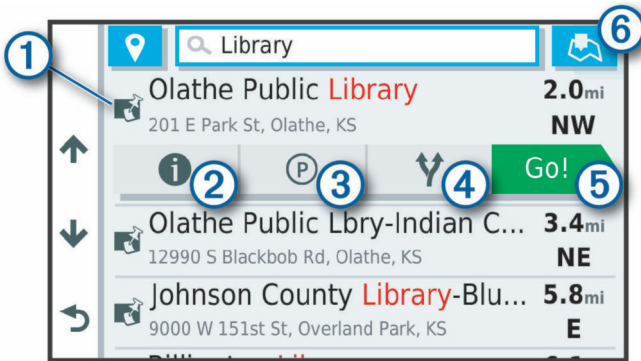 1
6
Library
Olathe Public Library
2.0mi
201 E Park St, Olathe, KS
NW
i
2
P
3
4
Go!
5
Olathe Public Lbry-Indian C...
3.4mi
12990 S Blackbob Rd, Olathe, KS
NE
Johnson County Library-Blu...
5.8mi
9000 W 151st St, Overland Park, KS
E